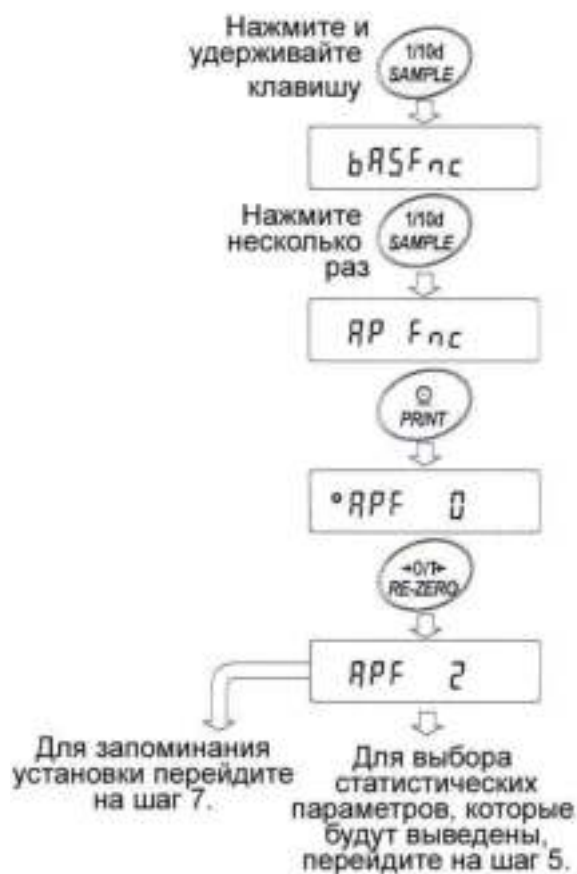 Нажмите и
удерживайте
клавишу
1/10d
SAMPLE
bASFnc
Нажмите
несколько
раз
1/10d
SAMPLE
AP Fnc
PRINT
°APF 0
→0/T←
RE-ZERO
APF 2
Для запоминания
установки перейдите
на шаг 7.
Для выбора
статистических
параметров, которые
будут выведены,
перейдите на шаг 5.